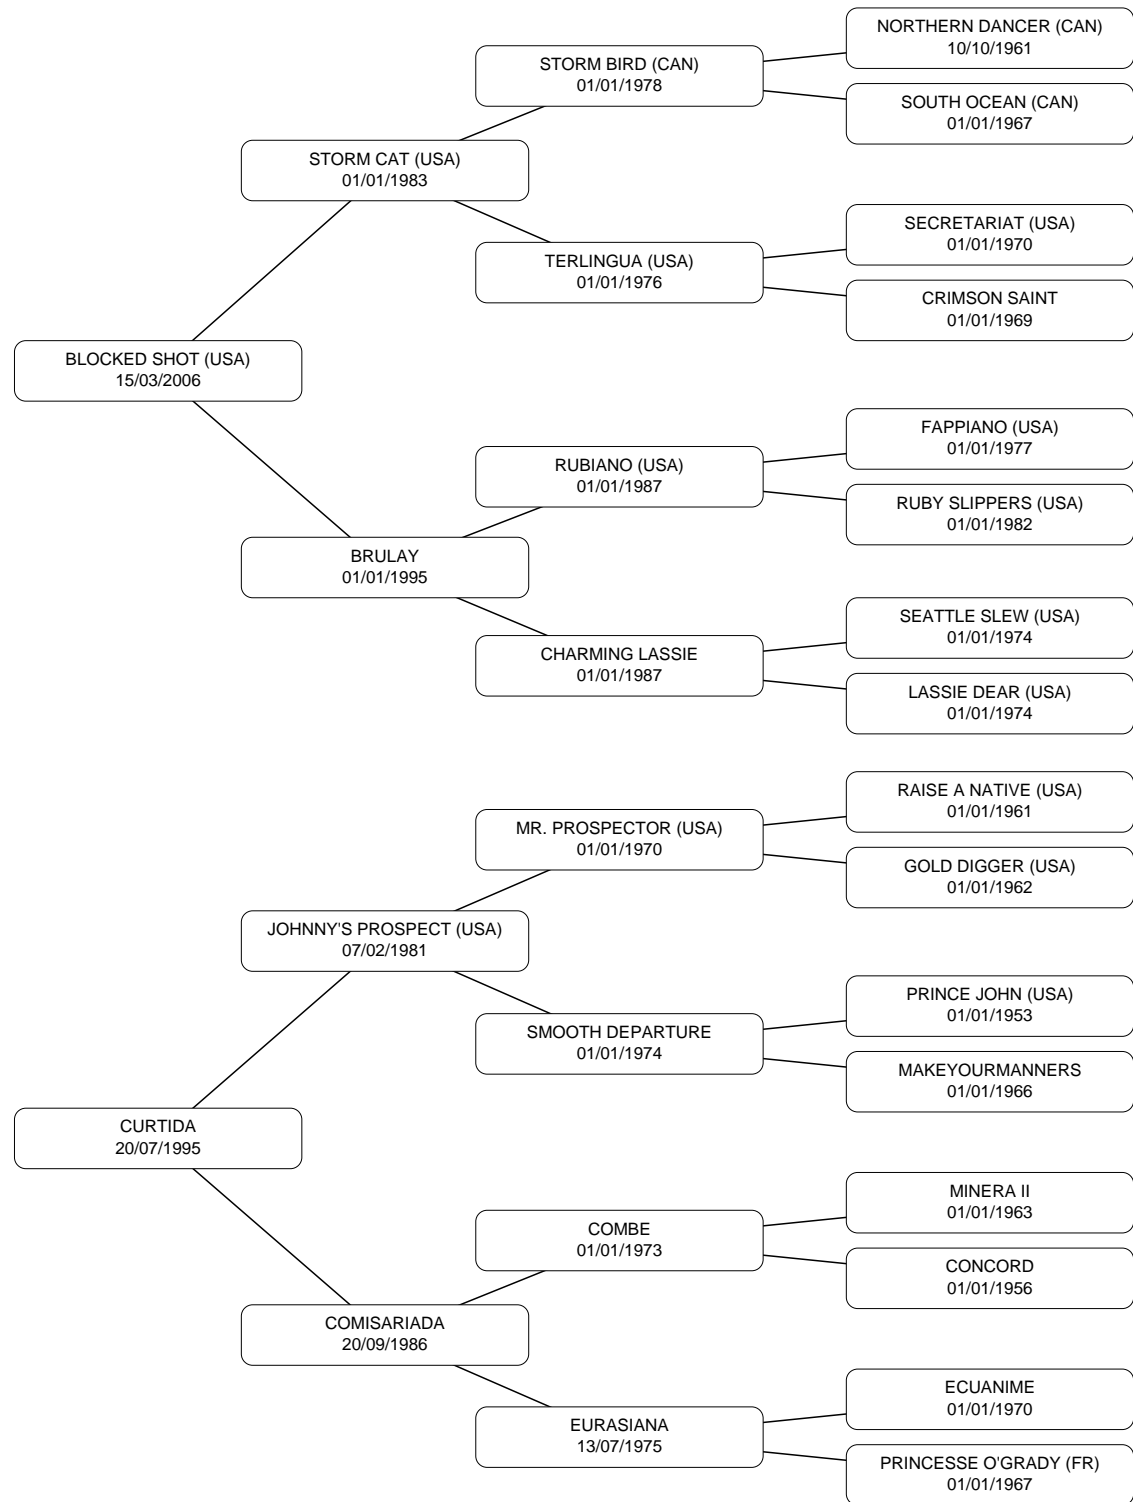 NORTHERN DANCER (CAN)
10/10/1961
STORM BIRD (CAN)
01/01/1978
SOUTH OCEAN (CAN)
01/01/1967
STORM CAT (USA)
01/01/1983
SECRETARIAT (USA)
01/01/1970
TERLINGUA (USA)
01/01/1976
CRIMSON SAINT
01/01/1969
BLOCKED SHOT (USA)
15/03/2006
FAPPIANO (USA)
01/01/1977
RUBIANO (USA)
01/01/1987
RUBY SLIPPERS (USA)
01/01/1982
BRULAY
01/01/1995
SEATTLE SLEW (USA)
01/01/1974
CHARMING LASSIE
01/01/1987
LASSIE DEAR (USA)
01/01/1974
RAISE A NATIVE (USA)
01/01/1961
MR. PROSPECTOR (USA)
01/01/1970
GOLD DIGGER (USA)
01/01/1962
JOHNNY'S PROSPECT (USA)
07/02/1981
PRINCE JOHN (USA)
01/01/1953
SMOOTH DEPARTURE
01/01/1974
MAKEYOURMANNERS
01/01/1966
CURTIDA
20/07/1995
MINERA II
01/01/1963
COMBE
01/01/1973
CONCORD
01/01/1956
COMISARIADA
20/09/1986
ECUANIME
01/01/1970
EURASIANA
13/07/1975
PRINCESSE O'GRADY (FR)
01/01/1967